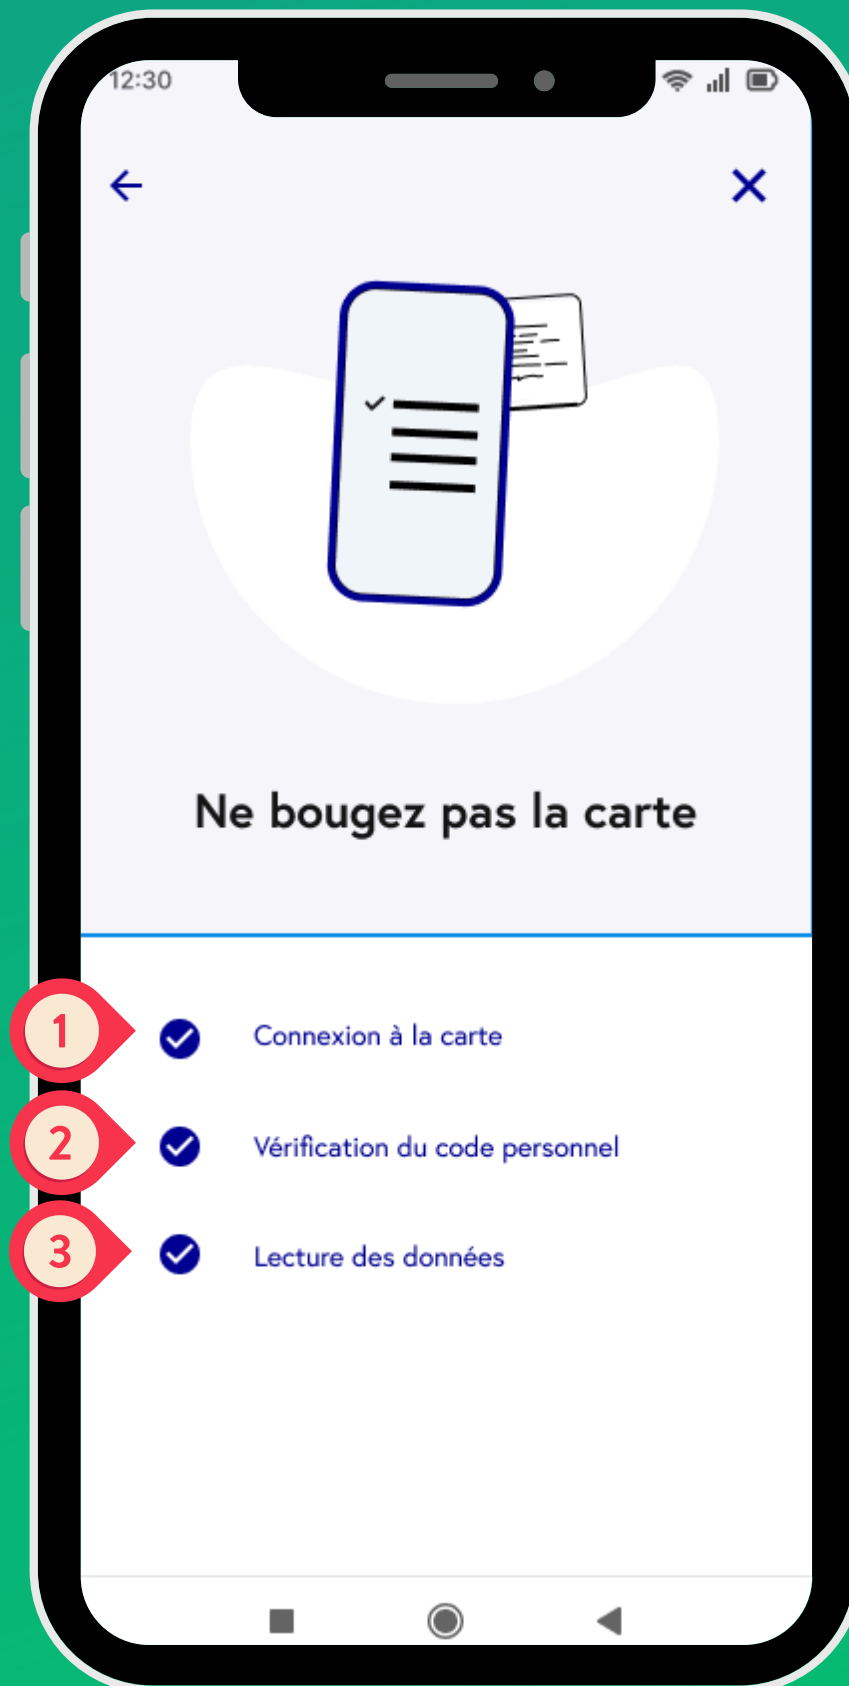 12:30
Ne bougez pas la carte
1
Connexion à la carte
2
Vérification du code personnel
3
Lecture des données